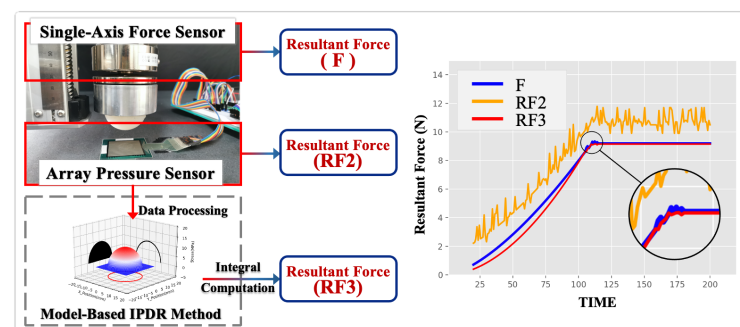 Single-Axis Force Sensor
Resultant Force
( F )
Array Pressure Sensor
Resultant Force
(RF2)
Data Processing
Model-Based IPDR Method
Integral
Computation
Resultant Force
(RF3)
F
RF2
RF3
Resultant Force (N)
14
12
10
8
6
4
2
0
25
50
75
100
125
150
175
200
TIME